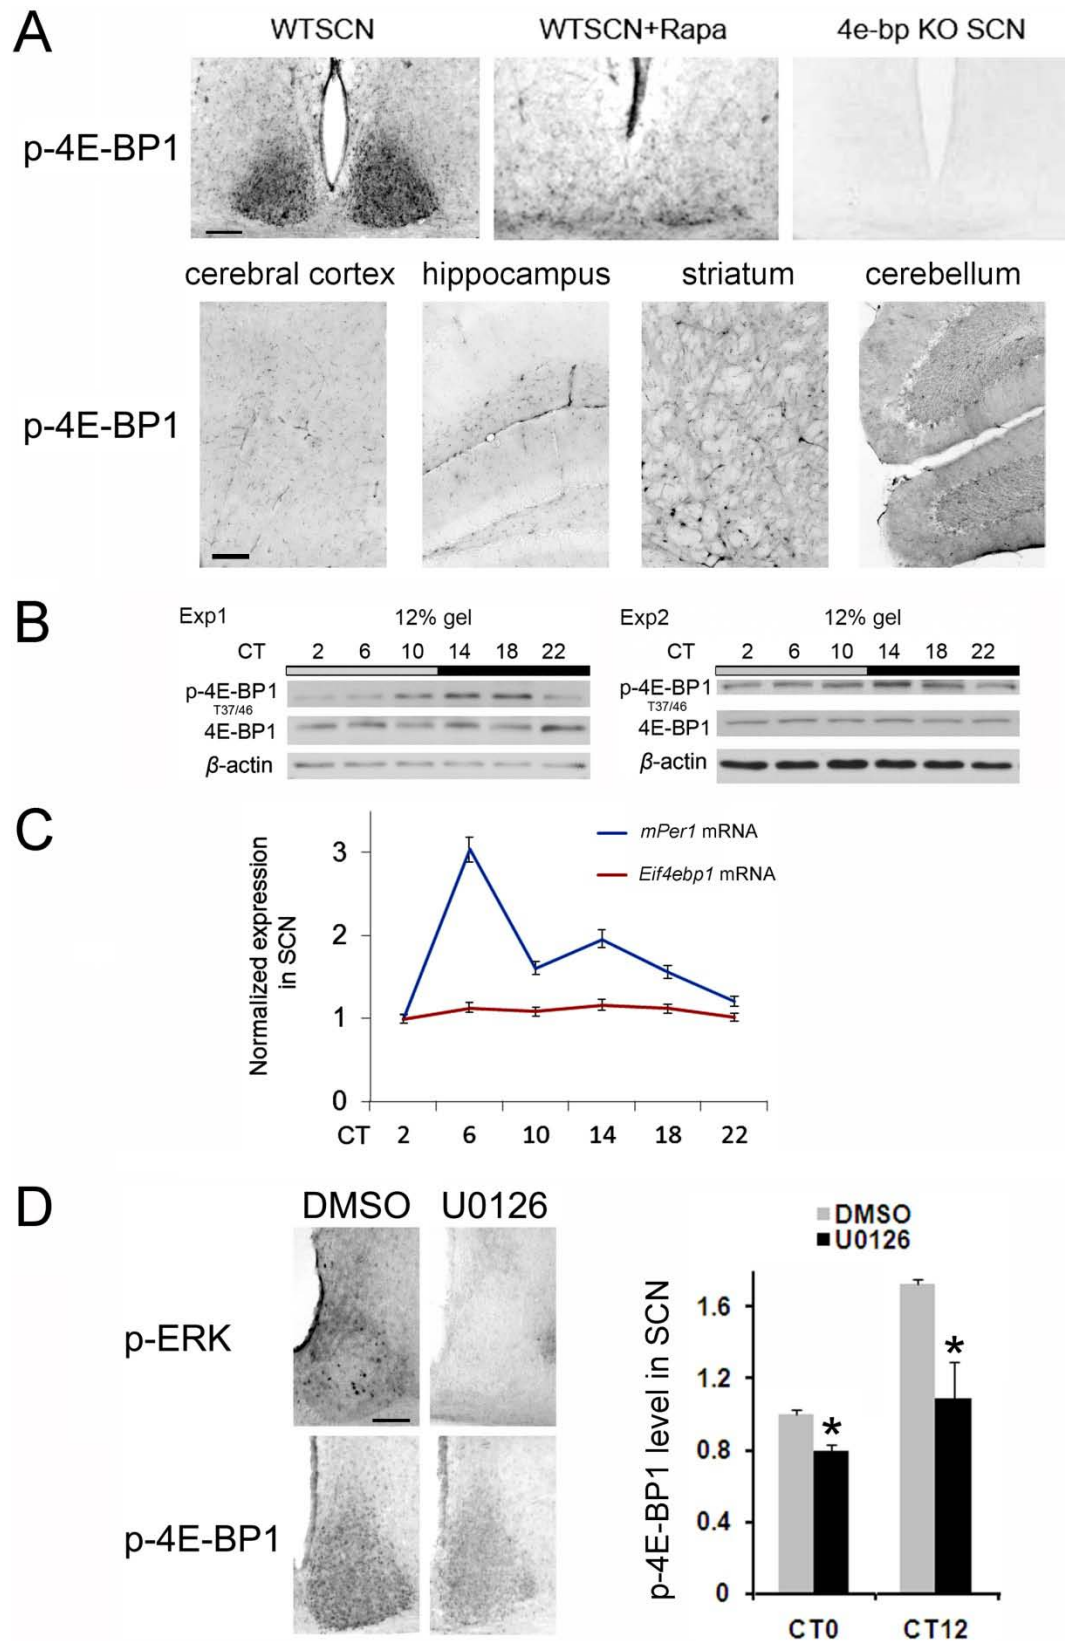 A
WTSCN WTSCN+Rapa 4e-bp KO SCN
p-4E-BP1
cerebral cortex hippocampus striatum cerebellum
p-4E-BP1
B
Exp1 12% gel
CT 2 6 10 14 18 22
p-4E-BP1
T37/46
4E-BP1
β-actin
Exp2 12% gel
CT 2 6 10 14 18 22
p-4E-BP1
T37/46
4E-BP1
β-actin
C
Normalized expression
in SCN
3
2
1
0
mPer1 mRNA
Eif4ebp1 mRNA
CT 2 6 10 14 18 22
D
DMSO U0126
p-ERK
p-4E-BP1
DMSO
U0126
p-4E-BP1 level in SCN
1.6
1.2
0.8
0.4
0
*
*
CT0 CT12